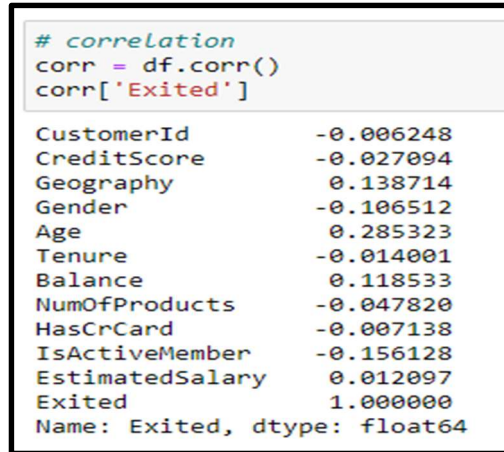 # correlation
corr = df.corr()
corr['Exited']
CustomerId -0.006248
CreditScore -0.027094
Geography 0.138714
Gender -0.106512
Age 0.285323
Tenure -0.014001
Balance 0.118533
NumOfProducts -0.047820
HasCrCard -0.007138
IsActiveMember -0.156128
EstimatedSalary 0.012097
Exited 1.000000
Name: Exited, dtype: float64